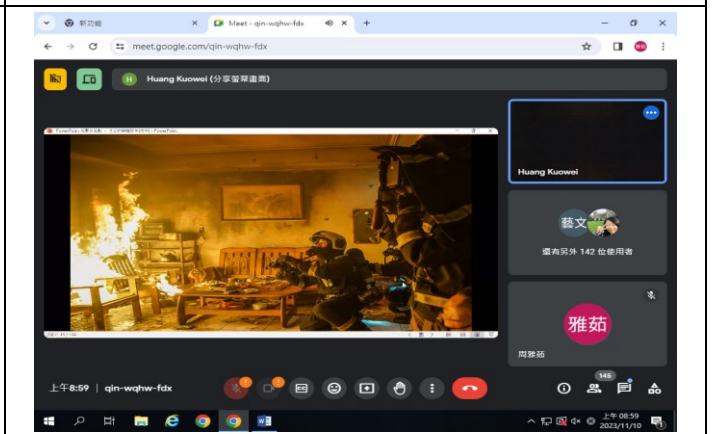 新功能
Meet - qin-wqhw-fdx
meet.google.com/qin-wqhw-fdx
H
Huang Kuowei (分享螢幕畫面)
Huang Kuowei
藝文
還有另外 142 位使用者
雅茹
周雅茹
上午8:59 | qin-wqhw-fdx
145
上午 08:59
2023/11/10